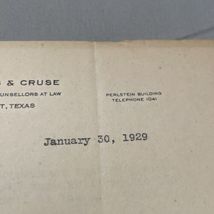 & CRUSE
UNSELLORS AT LAW
T, TEXAS
PERLSTEIN BUILDING
TELEPHONE 1041
January 30, 1929